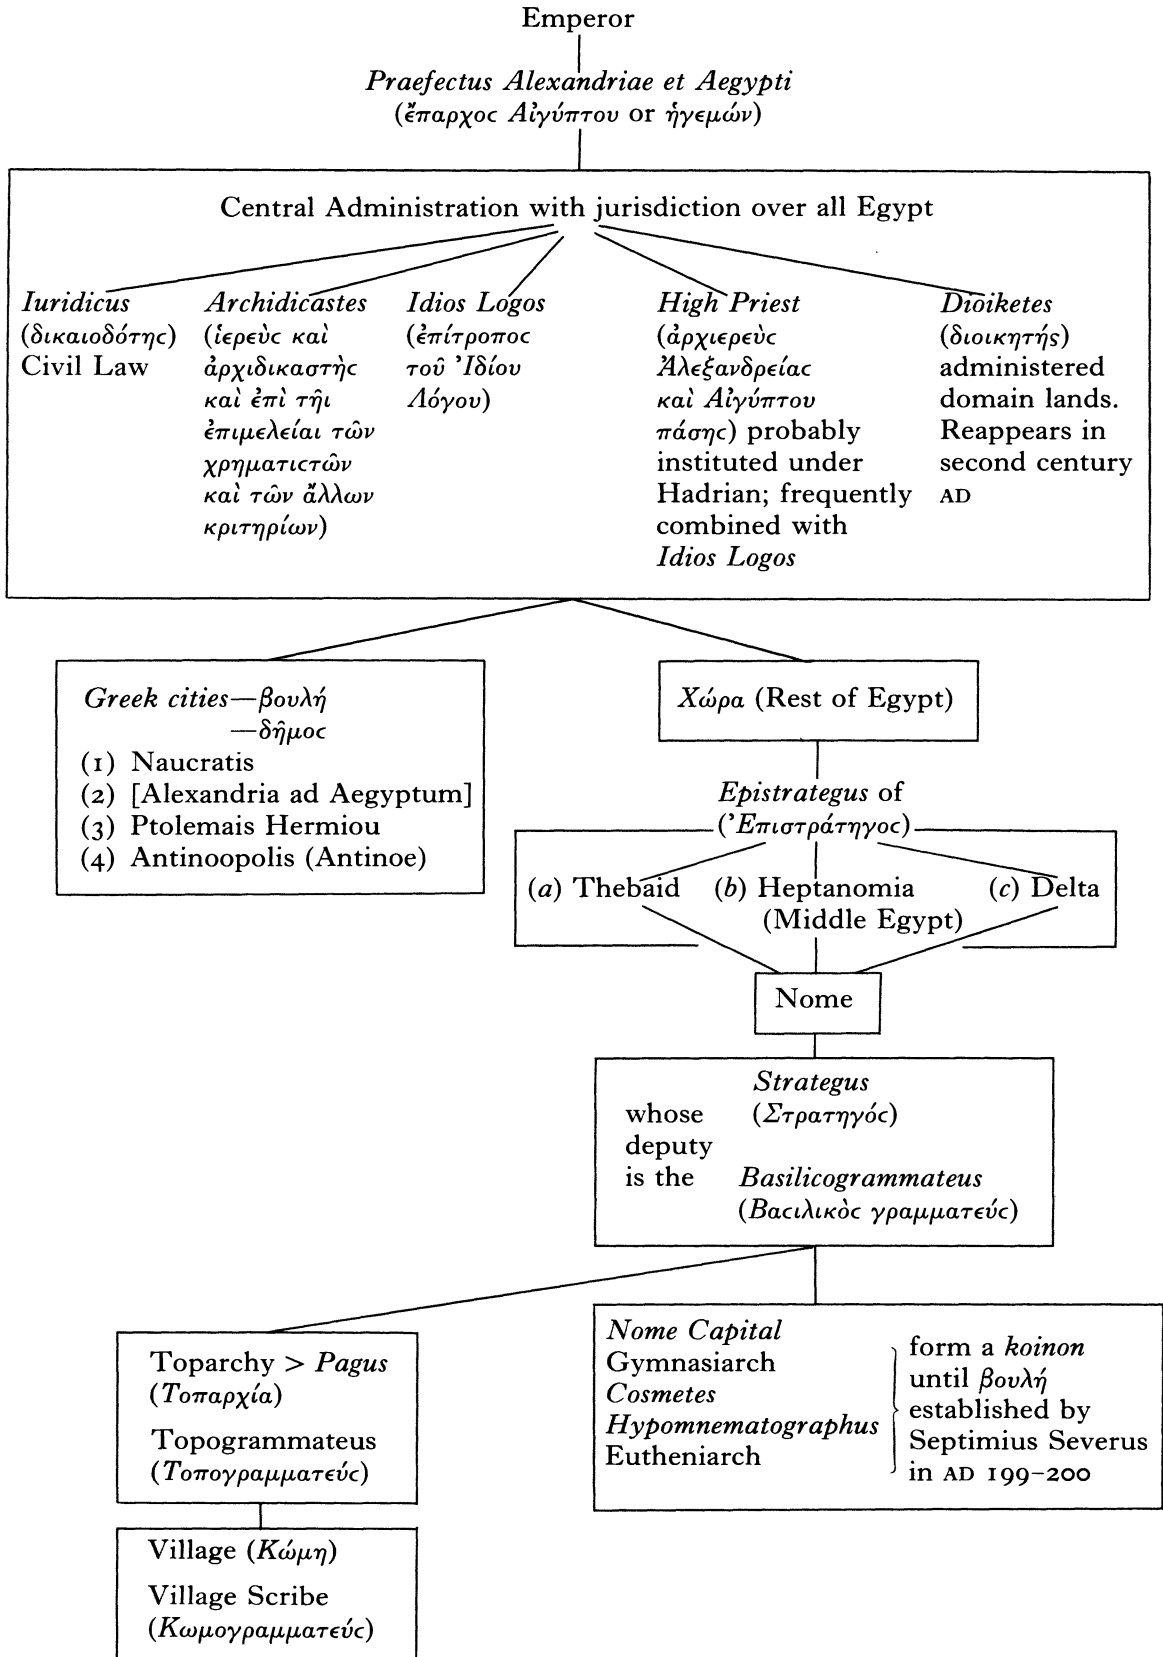 Emperor
Praefectus Alexandriae et Aegypti
(ἔπαρχοϲ Αἰγύπτου or ἡγεμών)
Central Administration with jurisdiction over all Egypt
Iuridicus
(δικαιοδότηϲ)
Civil Law
Archidicastes
(ἱερεὺϲ καὶ
ἀρχιδικαστὴϲ
καὶ ἐπὶ τῆι
ἐπιμελείαι τῶν
χρηματιϲτῶν
καὶ τῶν ἄλλων
κριτηρίων)
Idios Logos
(ἐπίτροποϲ
τοῦ Ἰδίου
Λόγου)
High Priest
(ἀρχιερεὺϲ
Ἀλεξανδρείαϲ
καὶ Αἰγύπτου
πάσηϲ) probably
instituted under
Hadrian; frequently
combined with
Idios Logos
Dioiketes
(διοικητής)
administered
domain lands.
Reappears in
second century
AD
Greek cities—βουλή
—δῆμοϲ
(1) Naucratis
(2) [Alexandria ad Aegyptum]
(3) Ptolemais Hermiou
(4) Antinoopolis (Antinoe)
Χώρα (Rest of Egypt)
Epistrategus of
(Ἐπιστράτηγοϲ)
(a) Thebaid (b) Heptanomia (c) Delta
(Middle Egypt)
Nome
Strategus
whose (Στρατηγόϲ)
deputy
is the Basilicogrammateus
(Βαϲιλικὸϲ γραμματεύϲ)
Toparchy > Pagus
(Τοπαρχία)
Topogrammateus
(Τοπογραμματεύϲ)
Village (Κώμη)
Village Scribe
(Κωμογραμματεύϲ)
Nome Capital
Gymnasiarch
Cosmetes
Hypomnematographus
Eutheniarch
form a koinon
until βουλή
established by
Septimius Severus
in AD 199–200